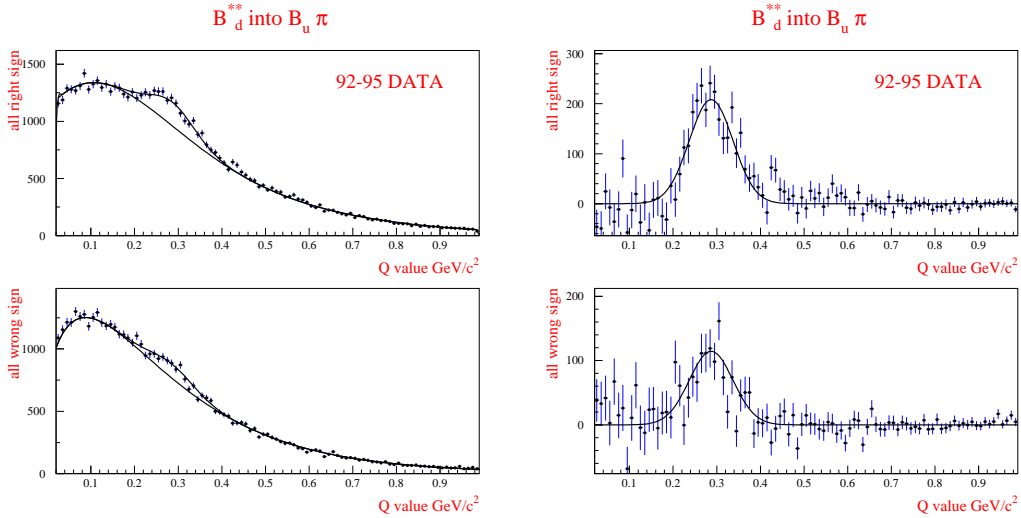 B**d into Bu π
1500
1000
500
0
all right sign
92-95 DATA
0.1 0.2 0.3 0.4 0.5 0.6 0.7 0.8 0.9
Q value GeV/c2
1000
500
0
all wrong sign
0.1 0.2 0.3 0.4 0.5 0.6 0.7 0.8 0.9
Q value GeV/c2
B**d into Bu π
300
200
100
0
all right sign
92-95 DATA
0.1 0.2 0.3 0.4 0.5 0.6 0.7 0.8 0.9
Q value GeV/c2
200
100
0
all wrong sign
0.1 0.2 0.3 0.4 0.5 0.6 0.7 0.8 0.9
Q value GeV/c2